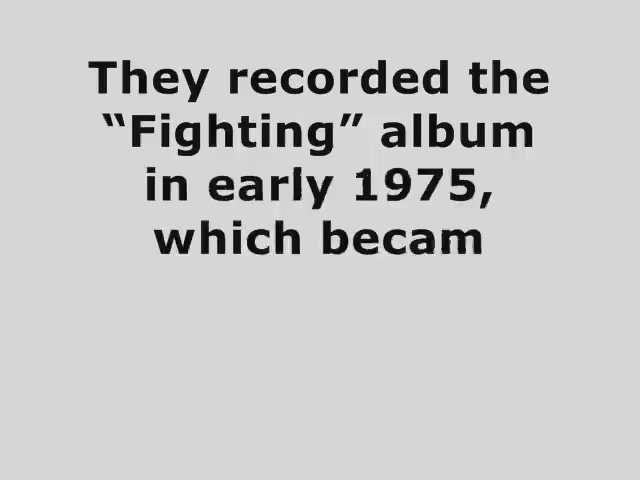 They recorded the
“Fighting” album
in early 1975,
which becam